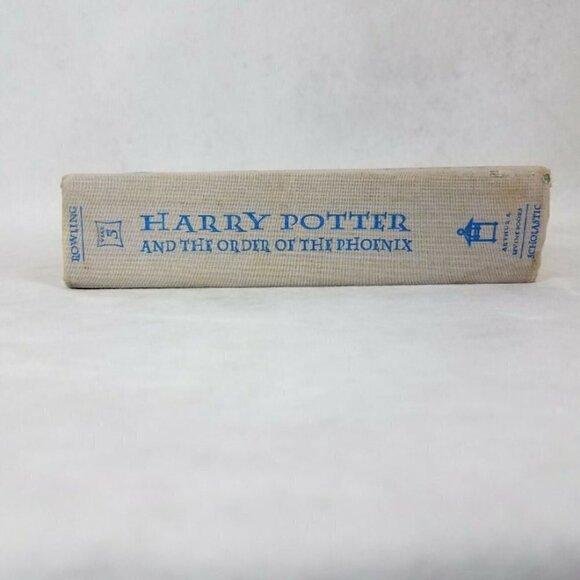 ROWLING
YEAR
5
HARRY POTTER
AND THE ORDER OF THE PHOENIX
ARTHUR A.
LEVINE BOOKS
SCHOLASTIC